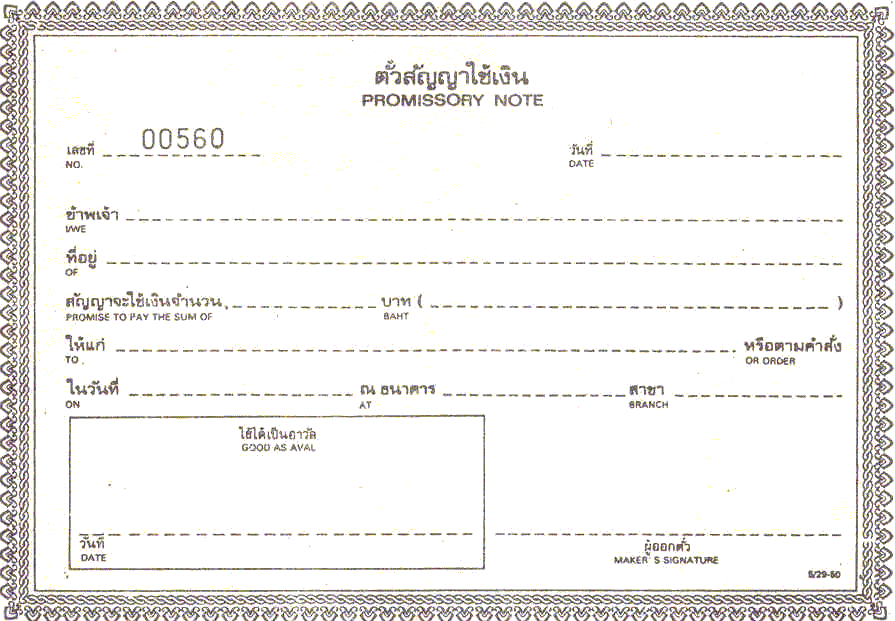 ตั๋วสัญญาใช้เงิน
PROMISSORY NOTE
เลขที่ 00560 วันที่
NO. DATE
ข้าพเจ้า
I/WE
ที่อยู่
OF
สัญญาจะใช้เงินจำนวน บาท ( )
PROMISE TO PAY THE SUM OF BAHT
ให้แก่ หรือตามคำสั่ง
TO OR ORDER
ในวันที่ ณ ธนาคาร สาขา
ON AT BRANCH
ใช้ได้เป็นอาวัล
GOOD AS AVAL
วันที่ ผู้ออกตั๋ว
DATE MAKER'S SIGNATURE
5/29-50